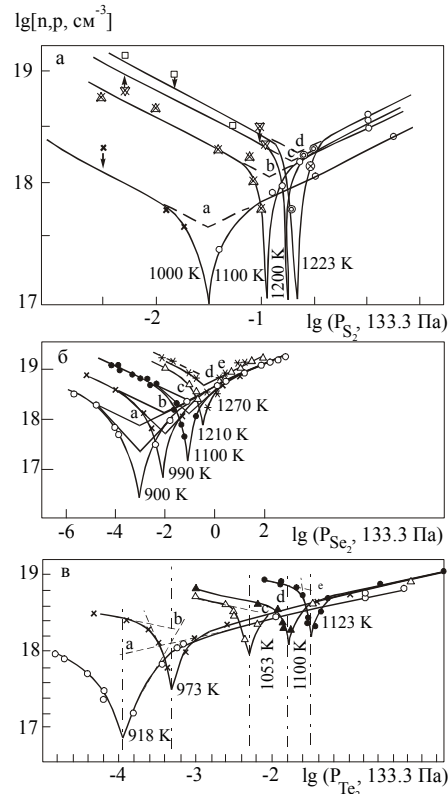 lg[n,p, см⁻³]
а
19
18
17
a
b
c
d
1000 K
1100 K
1200 K
1223 K
-2
-1
lg (P_S₂, 133.3 Па)
б
19
18
17
a
b
c
d
e
1270 K
1210 K
1100 K
990 K
900 K
-6
-4
-2
0
2
lg (P_Se₂, 133.3 Па)
в
19
18
17
a
b
c
d
e
1123 K
1100 K
1053 K
973 K
918 K
-4
-3
-2
lg (P_Te₂, 133.3 Па)